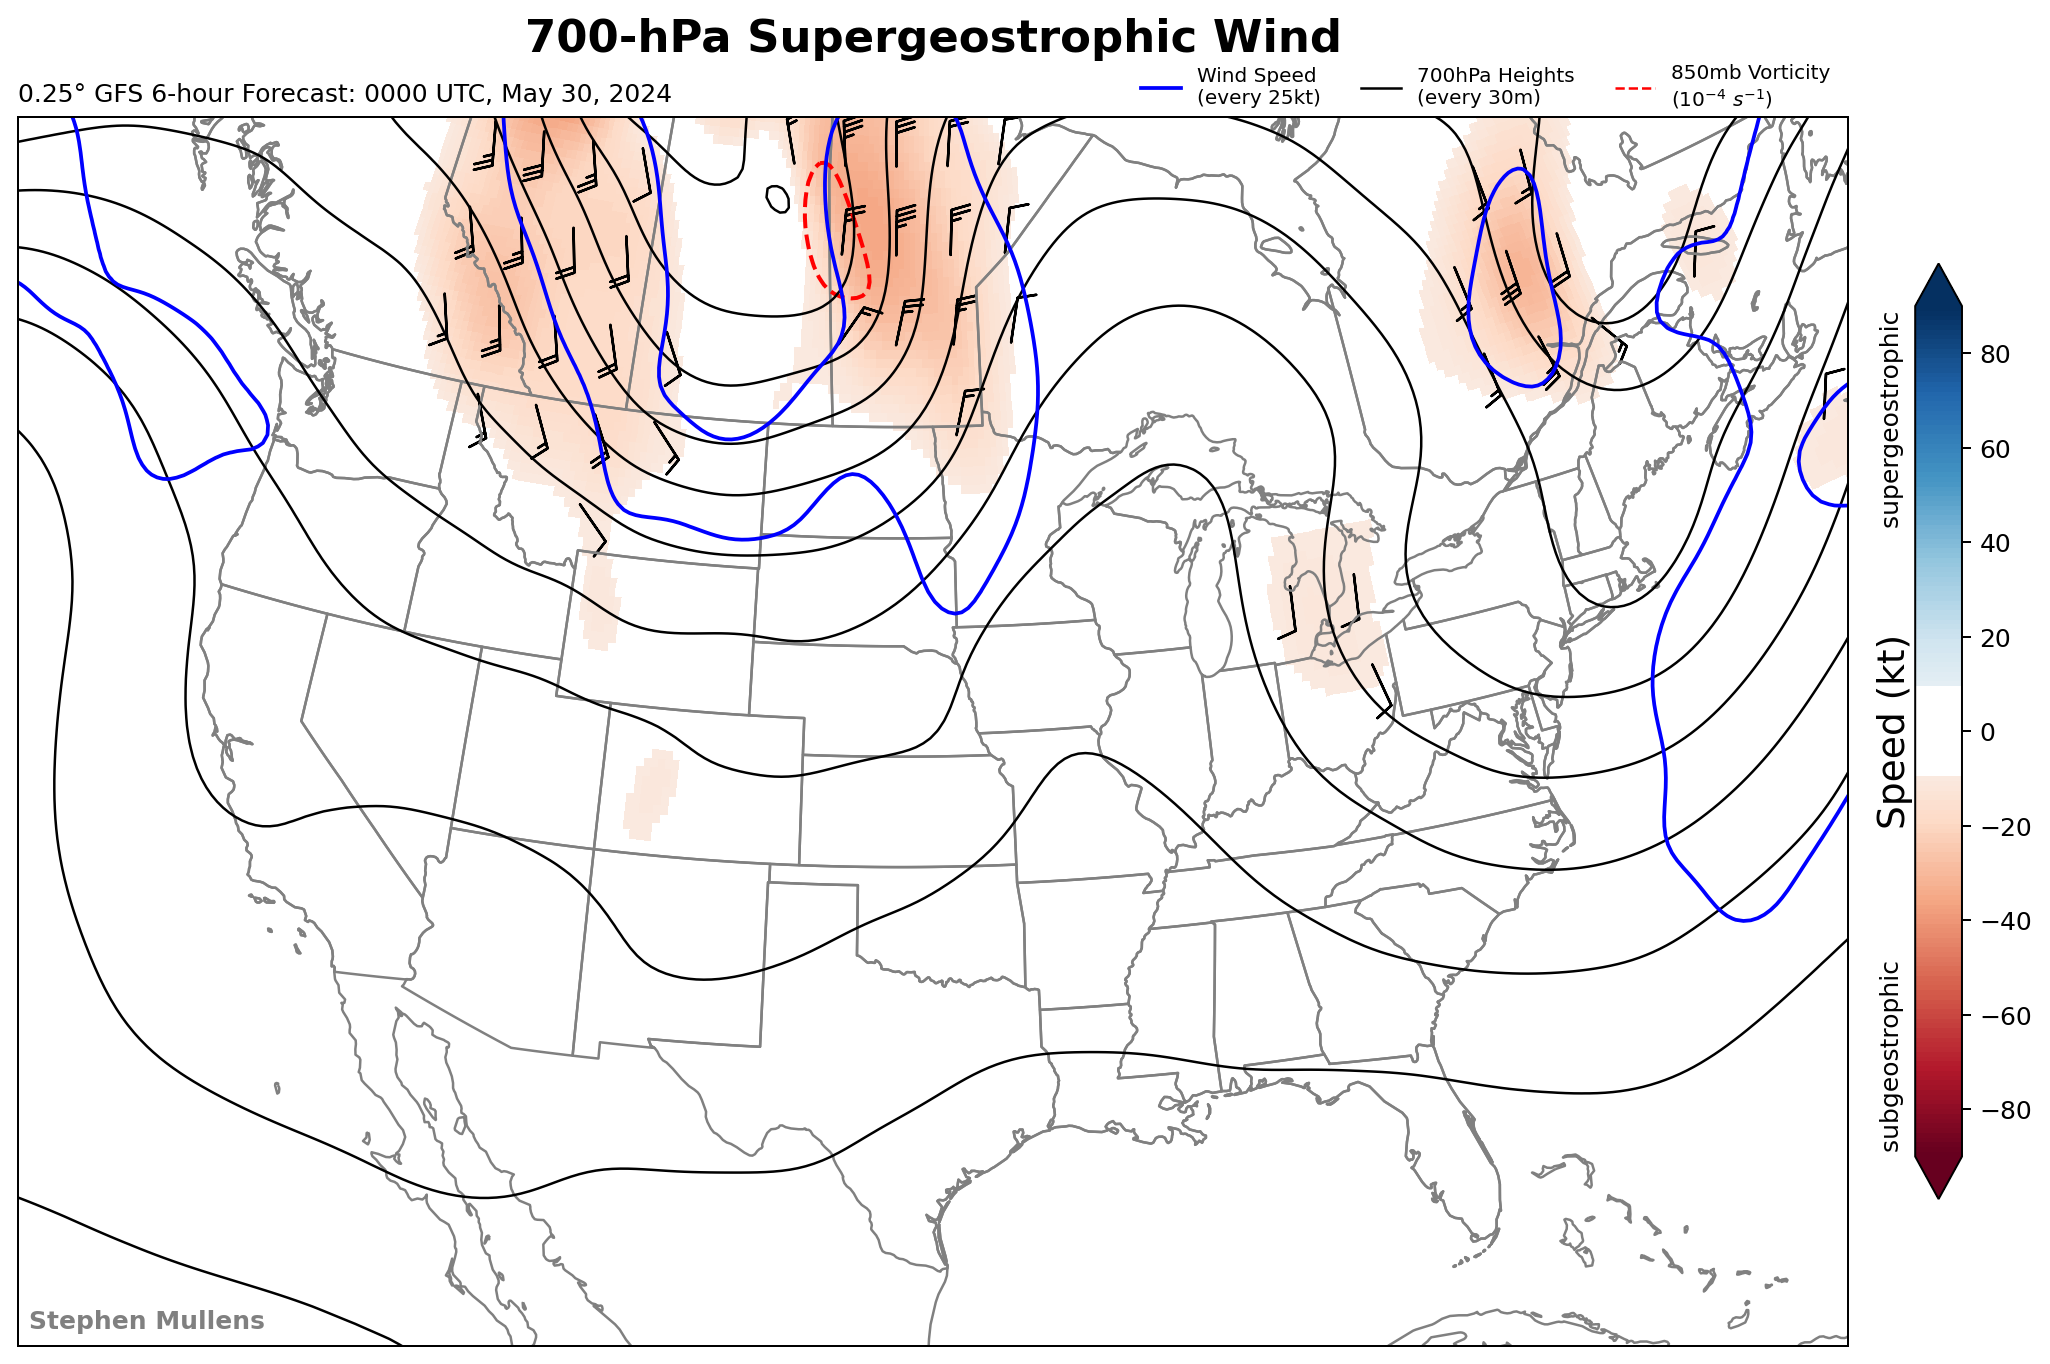 700-hPa Supergeostrophic Wind
0.25° GFS 6-hour Forecast: 0000 UTC, May 30, 2024
Wind Speed
(every 25kt)
700hPa Heights
(every 30m)
850mb Vorticity
(10⁻⁴ s⁻¹)
supergeostrophic
Speed (kt)
subgeostrophic
80
60
40
20
0
−20
−40
−60
−80
Stephen Mullens